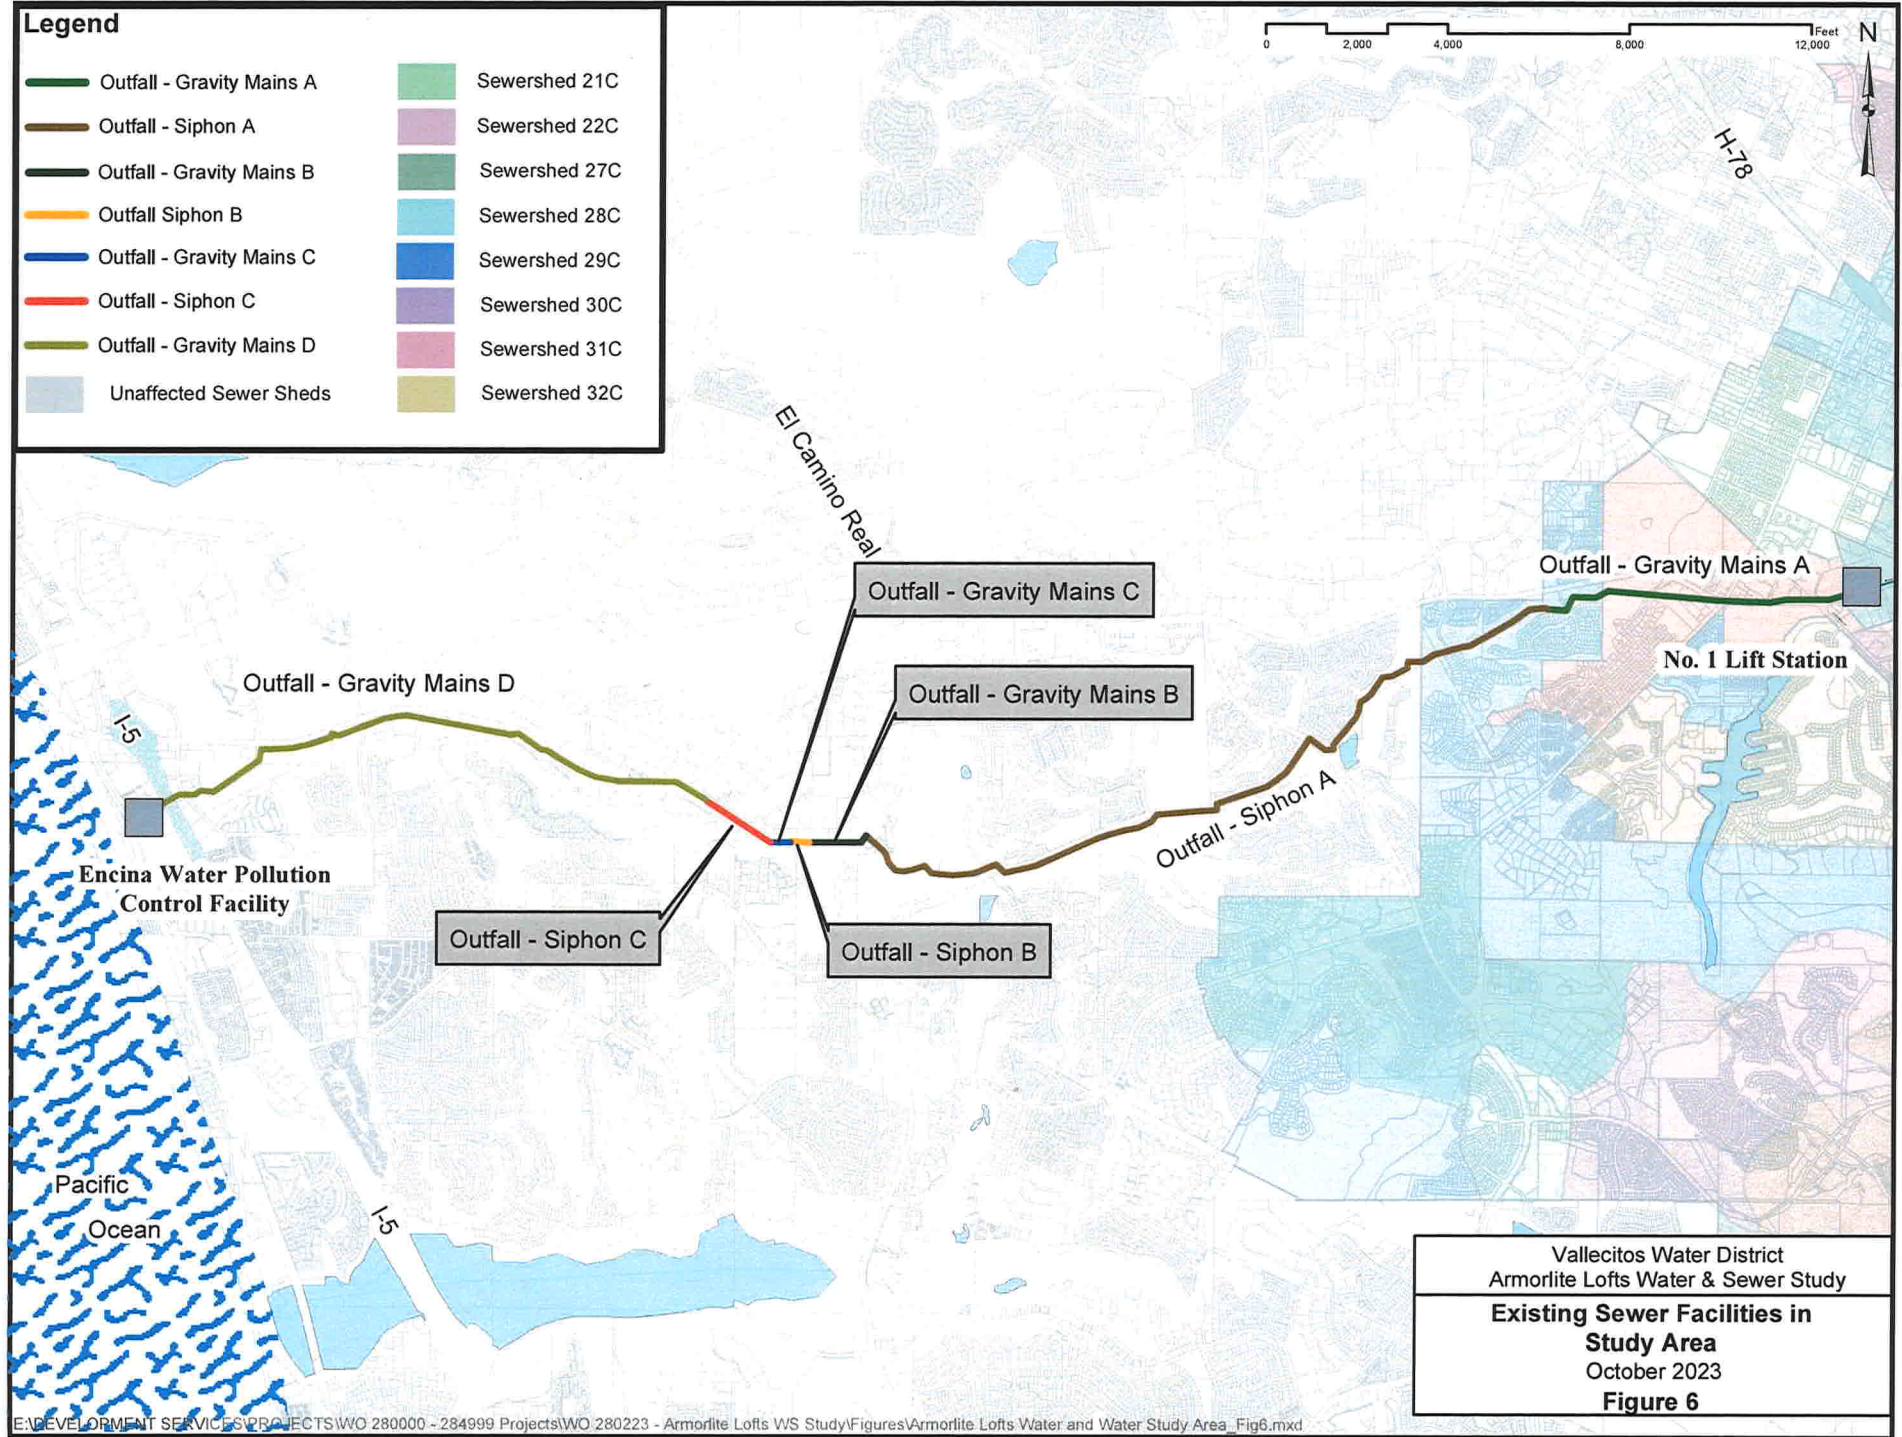 Legend
Outfall - Gravity Mains A
Outfall - Siphon A
Outfall - Gravity Mains B
Outfall Siphon B
Outfall - Gravity Mains C
Outfall - Siphon C
Outfall - Gravity Mains D
Unaffected Sewer Sheds
Sewershed 21C
Sewershed 22C
Sewershed 27C
Sewershed 28C
Sewershed 29C
Sewershed 30C
Sewershed 31C
Sewershed 32C
0 2,000 4,000 8,000 12,000
Feet
N
H-78
El Camino Real
Outfall - Gravity Mains A
Outfall - Gravity Mains C
No. 1 Lift Station
Outfall - Gravity Mains D
Outfall - Gravity Mains B
I-5
Outfall - Siphon A
Encina Water Pollution
Control Facility
Outfall - Siphon C
Outfall - Siphon B
Pacific
Ocean
I-5
Vallecitos Water District
Armorlite Lofts Water & Sewer Study
Existing Sewer Facilities in
Study Area
October 2023
Figure 6
E:\DEVELOPMENT SERVICES\PROJECTS\WO 280000 - 284999 Projects\WO 280223 - Armorlite Lofts WS Study\Figures\Armorlite Lofts Water and Water Study Area_Fig6.mxd